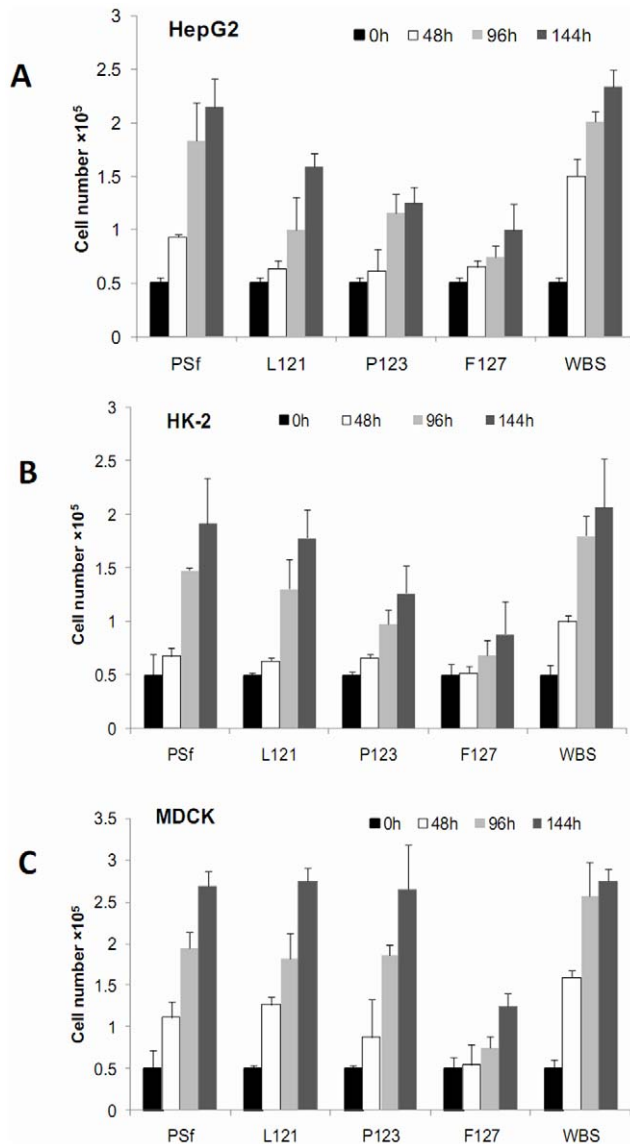 HepG2
0h 48h 96h 144h
A
Cell number ×10⁵
3
2.5
2
1.5
1
0.5
0
PSf L121 P123 F127 WBS
HK-2
0h 48h 96h 144h
B
Cell number ×10⁵
3
2.5
2
1.5
1
0.5
0
PSf L121 P123 F127 WBS
MDCK
0h 48h 96h 144h
C
Cell number ×10⁵
3.5
3
2.5
2
1.5
1
0.5
0
PSf L121 P123 F127 WBS